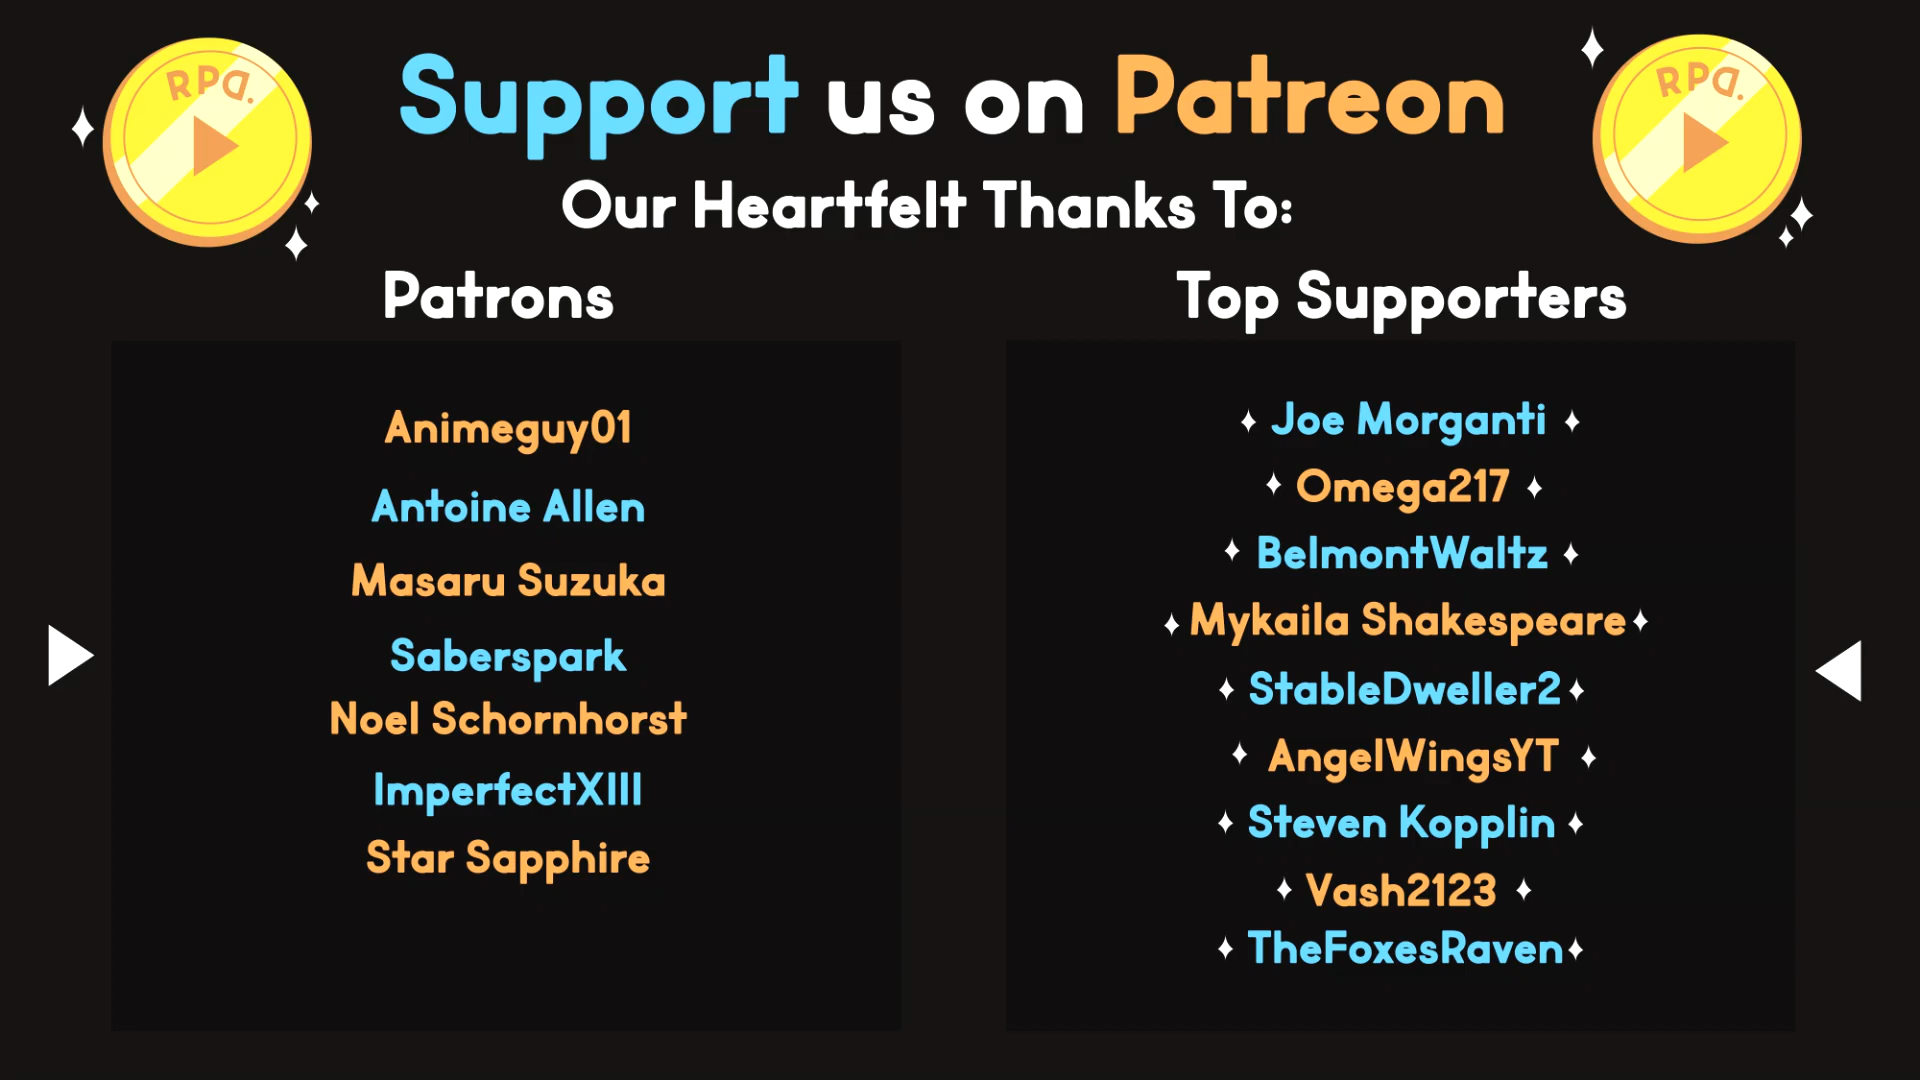 RPG.
RPG.
Support us on Patreon
Our Heartfelt Thanks To:
Patrons
Animeguy01
Antoine Allen
Masaru Suzuka
Saberspark
Noel Schornhorst
ImperfectXIII
Star Sapphire
Top Supporters
Joe Morganti
Omega217
BelmontWaltz
Mykaila Shakespeare
StableDweller2
AngelWingsYT
Steven Kopplin
Vash2123
TheFoxesRaven